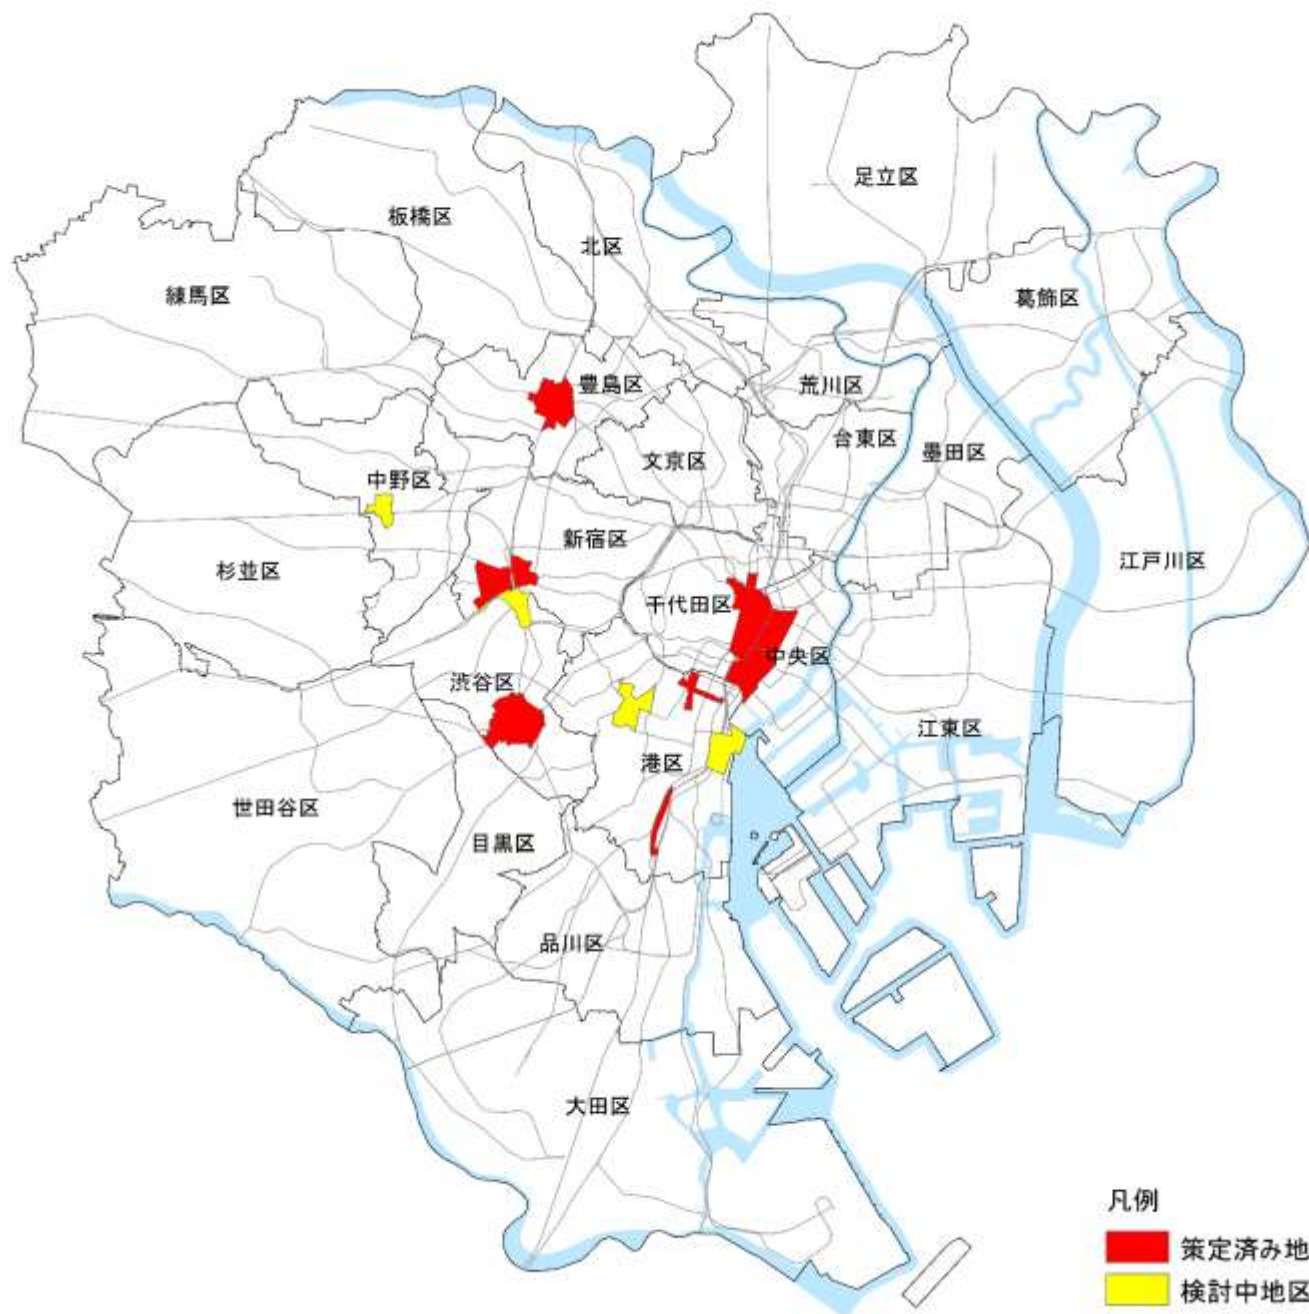 足立区
板橋区
北区
練馬区
葛飾区
豊島区
荒川区
台東区
墨田区
文京区
中野区
新宿区
杉並区
江戸川区
千代田区
中央区
渋谷区
江東区
港区
世田谷区
目黒区
品川区
大田区
凡例
策定済み地
検討中地区